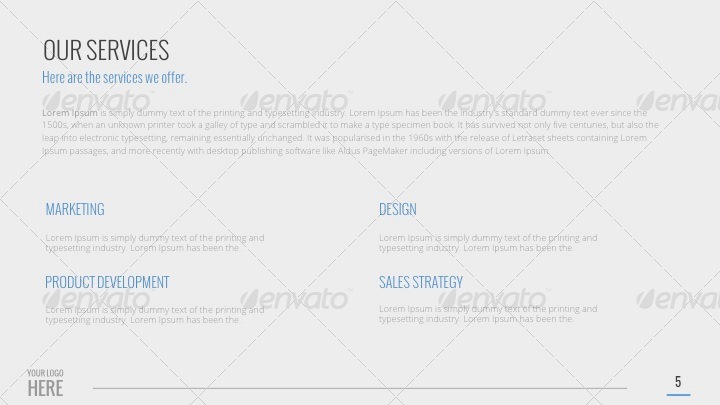 OUR SERVICES
Here are the services we offer.
Lorem Ipsum is simply dummy text of the printing and typesetting industry. Lorem Ipsum has been the industry's standard dummy text ever since the
1500s, when an unknown printer took a galley of type and scrambled it to make a type specimen book. It has survived not only five centuries, but also the
leap into electronic typesetting, remaining essentially unchanged. It was popularised in the 1960s with the release of Letraset sheets containing Lorem
Ipsum passages, and more recently with desktop publishing software like Aldus PageMaker including versions of Lorem Ipsum.
MARKETING
Lorem Ipsum is simply dummy text of the printing and
typesetting industry. Lorem Ipsum has been the
DESIGN
Lorem Ipsum is simply dummy text of the printing and
typesetting industry. Lorem Ipsum has been the.
PRODUCT DEVELOPMENT
Lorem Ipsum is simply dummy text of the printing and
typesetting industry. Lorem Ipsum has been the
SALES STRATEGY
Lorem Ipsum is simply dummy text of the printing and
typesetting industry. Lorem Ipsum has been the.
envato envato envato envato
envato envato envato envato
YOUR LOGO
HERE
5